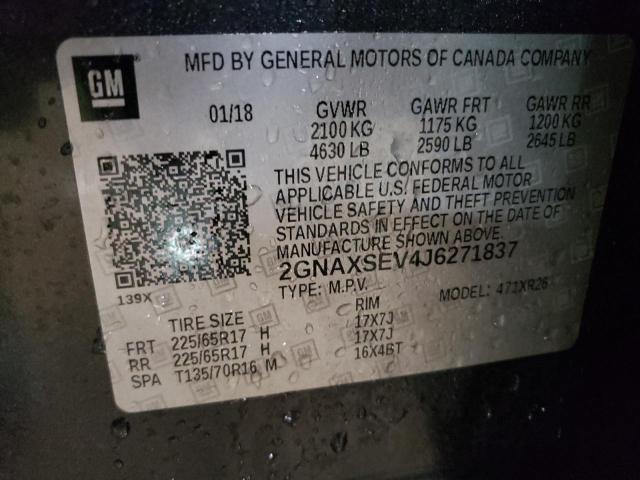 GM
MFD BY GENERAL MOTORS OF CANADA COMPANY
01/18 GVWR GAWR FRT GAWR RR
2100 KG 1175 KG 1200 KG
4630 LB 2590 LB 2645 LB
THIS VEHICLE CONFORMS TO ALL
APPLICABLE U.S. FEDERAL MOTOR
VEHICLE SAFETY AND THEFT PREVENTION
STANDARDS IN EFFECT ON THE DATE OF
MANUFACTURE SHOWN ABOVE.
2GNAXSEV4J6271837
TYPE: M.P.V. MODEL: 471XR26
139X
TIRE SIZE RIM
FRT 225/65R17 H 17X7J
RR 225/65R17 H 17X7J
SPA T135/70R16 M 16X4BT